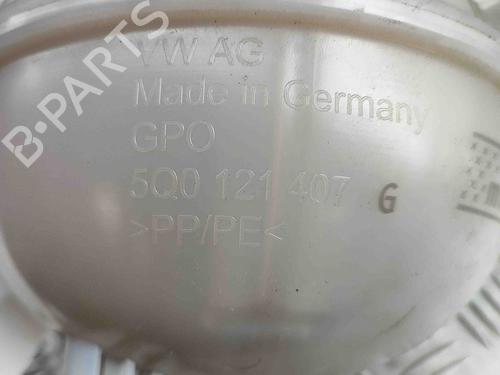 B-PARTS
VW AG
Made in Germany
GPO
5Q0 121 407 G
>PP/PE<